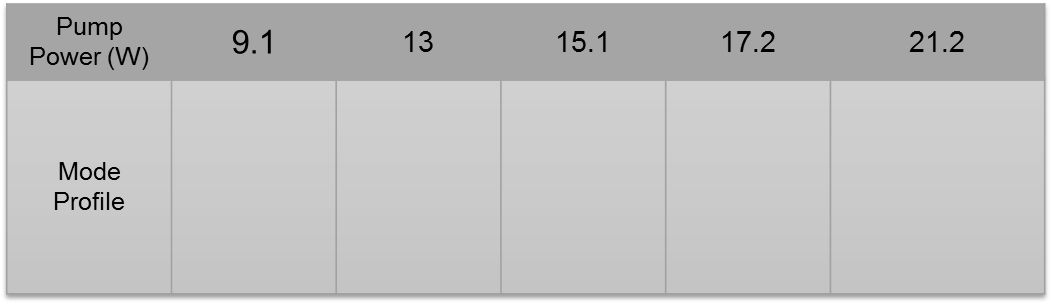 Pump
Power (W)
9.1
13
15.1
17.2
21.2
Mode
Profile